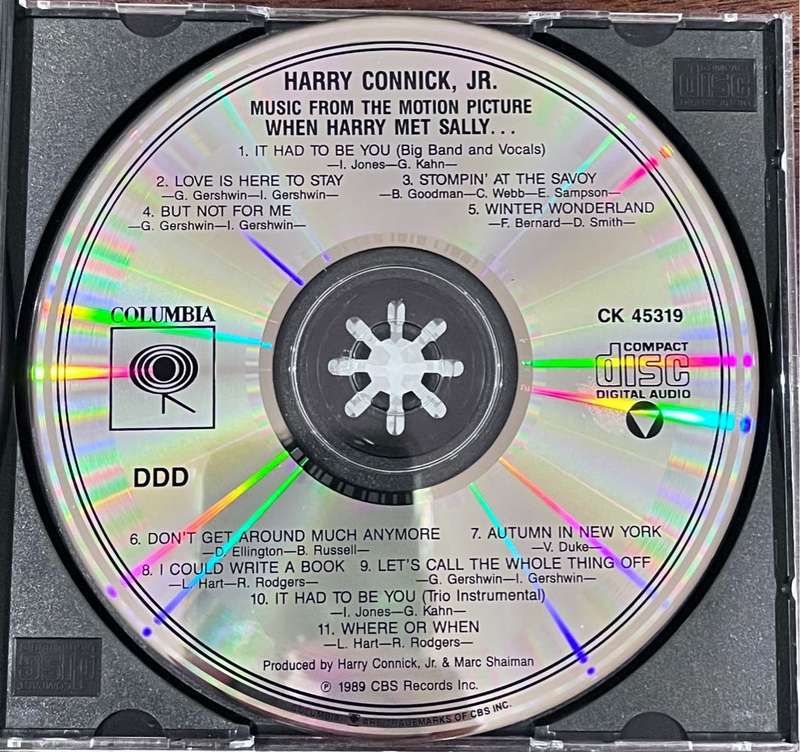 HARRY CONNICK, JR.
MUSIC FROM THE MOTION PICTURE
WHEN HARRY MET SALLY...
1. IT HAD TO BE YOU (Big Band and Vocals)
—I. Jones—G. Kahn—
2. LOVE IS HERE TO STAY
—G. Gershwin—I. Gershwin—
3. STOMPIN' AT THE SAVOY
—B. Goodman—C. Webb—E. Sampson—
4. BUT NOT FOR ME
—G. Gershwin—I. Gershwin—
5. WINTER WONDERLAND
—F. Bernard—D. Smith—
COLUMBIA
CK 45319
COMPACT
disc
DIGITAL AUDIO
DDD
6. DON'T GET AROUND MUCH ANYMORE
—D. Ellington—B. Russell—
7. AUTUMN IN NEW YORK
—V. Duke—
8. I COULD WRITE A BOOK
—L. Hart—R. Rodgers—
9. LET'S CALL THE WHOLE THING OFF
—G. Gershwin—I. Gershwin—
10. IT HAD TO BE YOU (Trio Instrumental)
—I. Jones—G. Kahn—
11. WHERE OR WHEN
—L. Hart—R. Rodgers—
Produced by Harry Connick, Jr. & Marc Shaiman
℗ 1989 CBS Records Inc.
ARE TRADEMARKS OF CBS INC.
disc